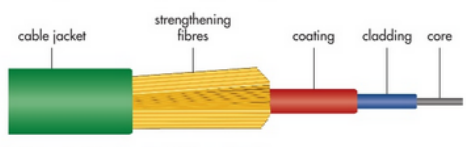 cable jacket
strengthening
fibres
coating
cladding
core